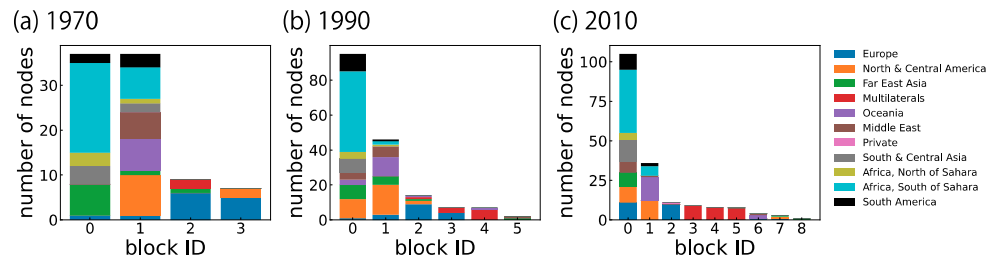 (a) 1970
number of nodes
30
20
10
0
0 1 2 3
block ID
(b) 1990
number of nodes
80
60
40
20
0
0 1 2 3 4 5
block ID
(c) 2010
number of nodes
100
75
50
25
0
0 1 2 3 4 5 6 7 8
block ID
Europe
North & Central America
Far East Asia
Multilaterals
Oceania
Middle East
Private
South & Central Asia
Africa, North of Sahara
Africa, South of Sahara
South America